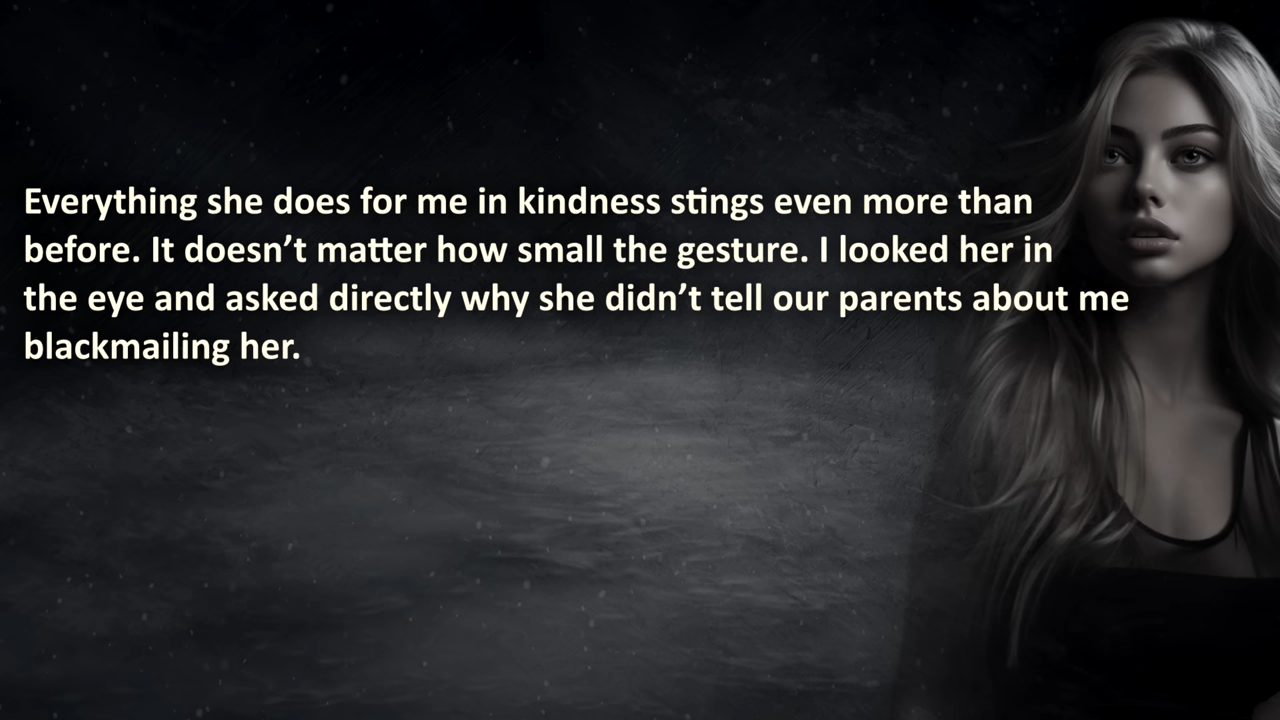 Everything she does for me in kindness stings even more than
before. It doesn’t matter how small the gesture. I looked her in
the eye and asked directly why she didn’t tell our parents about me
blackmailing her.